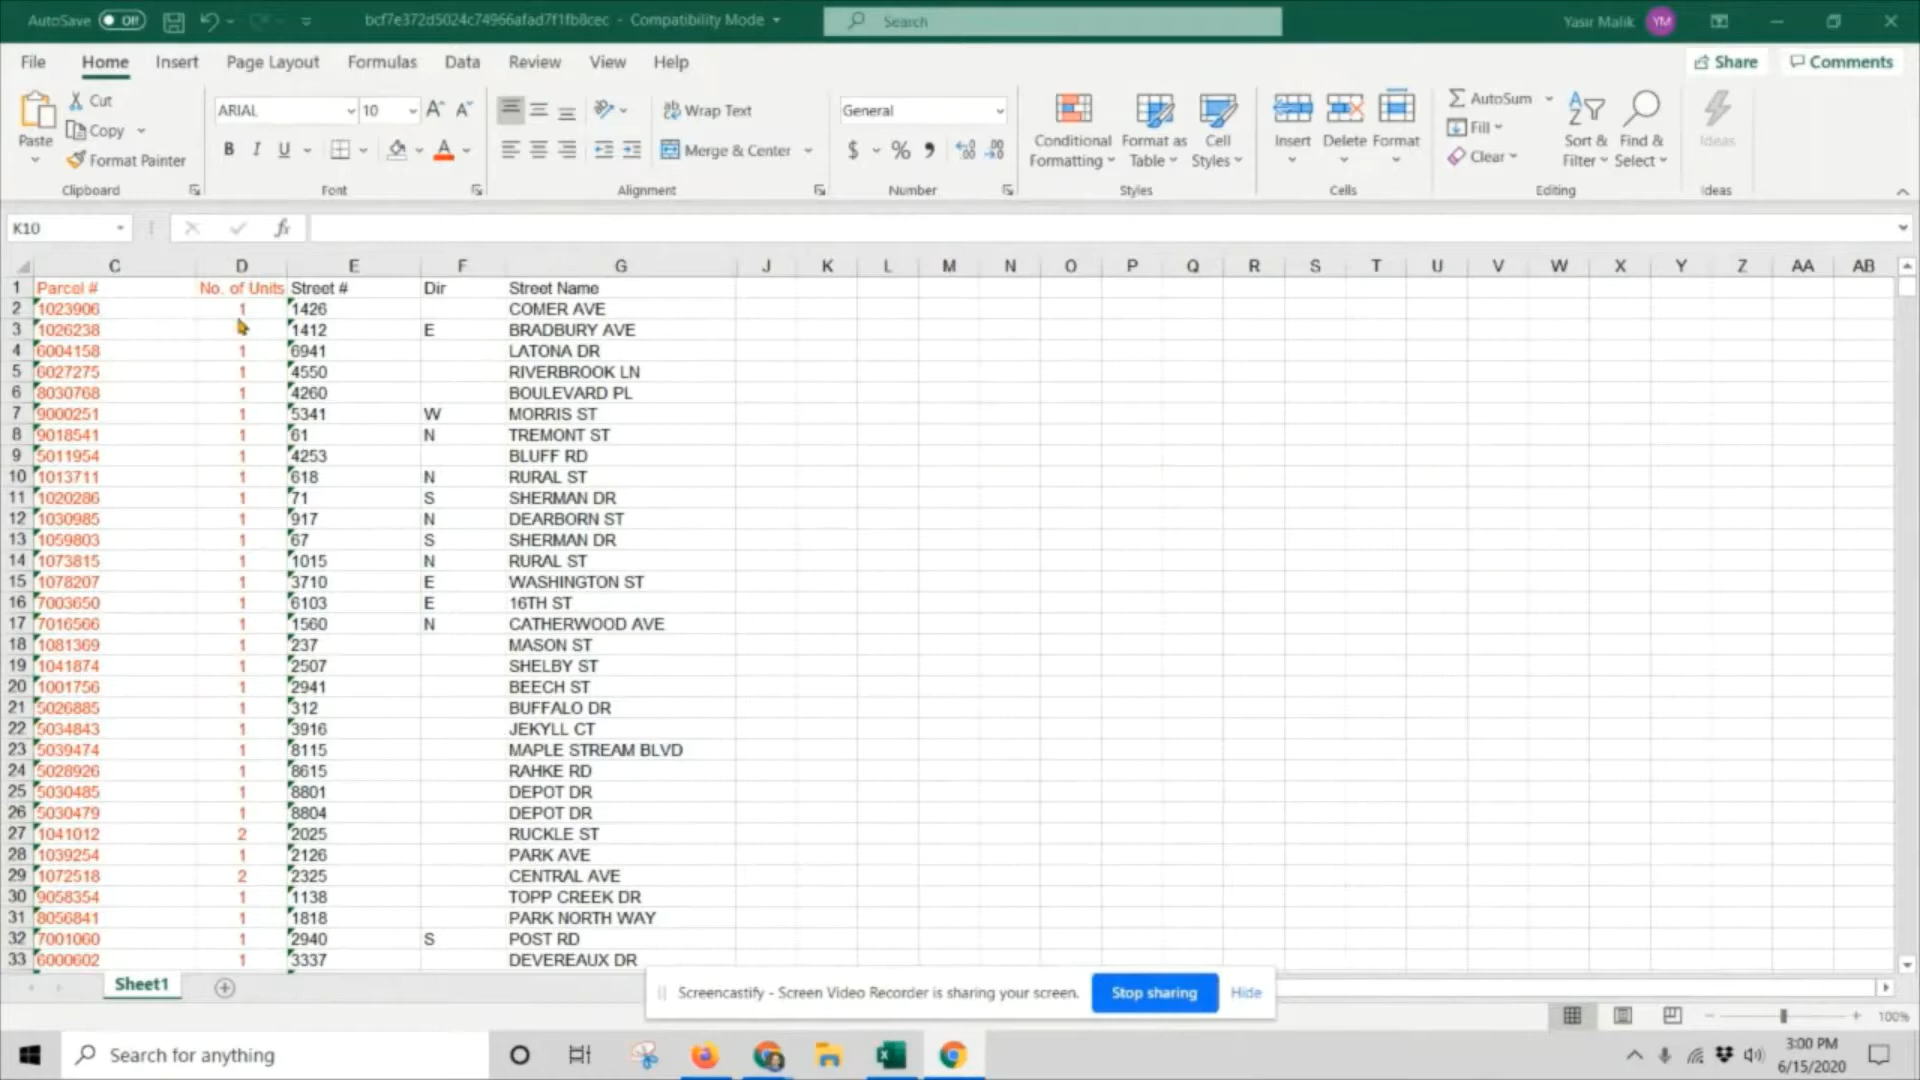 AutoSave Off bcf7e372d5024c74966afad7f1fb8cec - Compatibility Mode Search Yasir Malik YM
File Home Insert Page Layout Formulas Data Review View Help Share Comments
Cut
Copy
Format Painter
Paste
Clipboard
ARIAL 10
B I U A
Font
Wrap Text
Merge & Center
Alignment
General
$ % 9
Number
Conditional Formatting
Format as Table
Cell Styles
Styles
Insert Delete Format
Cells
AutoSum
Fill
Clear
Sort & Filter
Find & Select
Editing
Ideas
Ideas
K10 fx
C D E F G J K L M N O P Q R S T U V W X Y Z AA AB
1 Parcel # No. of Units Street # Dir Street Name
2 1023906 1 1426 COMER AVE
3 1026238 1412 E BRADBURY AVE
4 6004158 1 6941 LATONA DR
5 6027275 1 4550 RIVERBROOK LN
6 8030768 1 4260 BOULEVARD PL
7 9000251 1 5341 W MORRIS ST
8 9018541 1 61 N TREMONT ST
9 5011954 1 4253 BLUFF RD
10 1013711 1 618 N RURAL ST
11 1020286 1 71 S SHERMAN DR
12 1030985 1 917 N DEARBORN ST
13 1059803 1 67 S SHERMAN DR
14 1073815 1 1015 N RURAL ST
15 1078207 1 3710 E WASHINGTON ST
16 7003650 1 6103 E 16TH ST
17 7016566 1 1560 N CATHERWOOD AVE
18 1081369 1 237 MASON ST
19 1041874 1 2507 SHELBY ST
20 1001756 1 2941 BEECH ST
21 5026885 1 312 BUFFALO DR
22 5034843 1 3916 JEKYLL CT
23 5039474 1 8115 MAPLE STREAM BLVD
24 5028926 1 8615 RAHKE RD
25 5030485 1 8801 DEPOT DR
26 5030479 1 8804 DEPOT DR
27 1041012 2 2025 RUCKLE ST
28 1039254 1 2126 PARK AVE
29 1072518 2 2325 CENTRAL AVE
30 9058354 1 1138 TOPP CREEK DR
31 8056841 1 1818 PARK NORTH WAY
32 7001060 1 2940 S POST RD
33 6000602 1 3337 DEVEREAUX DR
Sheet1
Screencastify - Screen Video Recorder is sharing your screen. Stop sharing Hide
100%
Search for anything
3:00 PM
6/15/2020